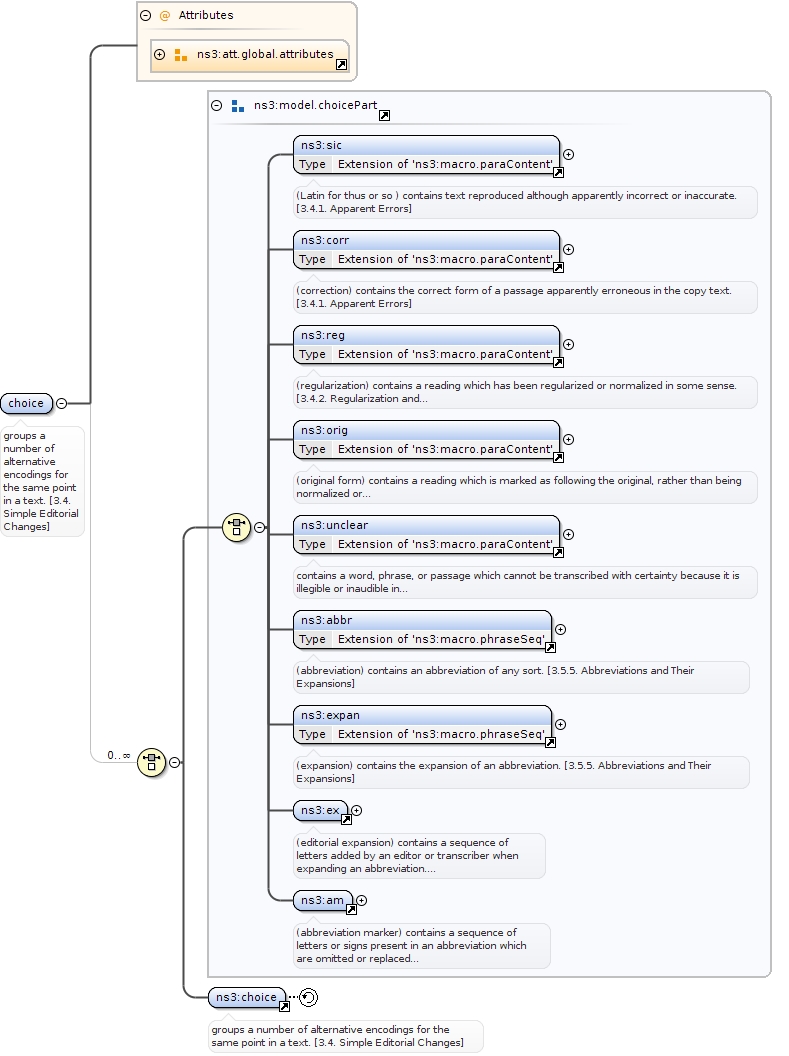 Attributes
ns3:att.global.attributes
ns3:model.choicePart
ns3:sic
Type Extension of 'ns3:macro.paraContent'
(Latin for thus or so ) contains text reproduced although apparently incorrect or inaccurate.
[3.4.1. Apparent Errors]
ns3:corr
Type Extension of 'ns3:macro.paraContent'
(correction) contains the correct form of a passage apparently erroneous in the copy text.
[3.4.1. Apparent Errors]
ns3:reg
Type Extension of 'ns3:macro.paraContent'
(regularization) contains a reading which has been regularized or normalized in some sense.
[3.4.2. Regularization and...
choice
groups a
number of
alternative
encodings for
the same point
in a text. [3.4.
Simple Editorial
Changes]
ns3:orig
Type Extension of 'ns3:macro.paraContent'
(original form) contains a reading which is marked as following the original, rather than being
normalized or...
ns3:unclear
Type Extension of 'ns3:macro.paraContent'
contains a word, phrase, or passage which cannot be transcribed with certainty because it is
illegible or inaudible in...
ns3:abbr
Type Extension of 'ns3:macro.phraseSeq'
(abbreviation) contains an abbreviation of any sort. [3.5.5. Abbreviations and Their
Expansions]
ns3:expan
Type Extension of 'ns3:macro.phraseSeq'
0..∞
(expansion) contains the expansion of an abbreviation. [3.5.5. Abbreviations and Their
Expansions]
ns3:ex
(editorial expansion) contains a sequence of
letters added by an editor or transcriber when
expanding an abbreviation....
ns3:am
(abbreviation marker) contains a sequence of
letters or signs present in an abbreviation which
are omitted or replaced...
ns3:choice
groups a number of alternative encodings for the
same point in a text. [3.4. Simple Editorial Changes]